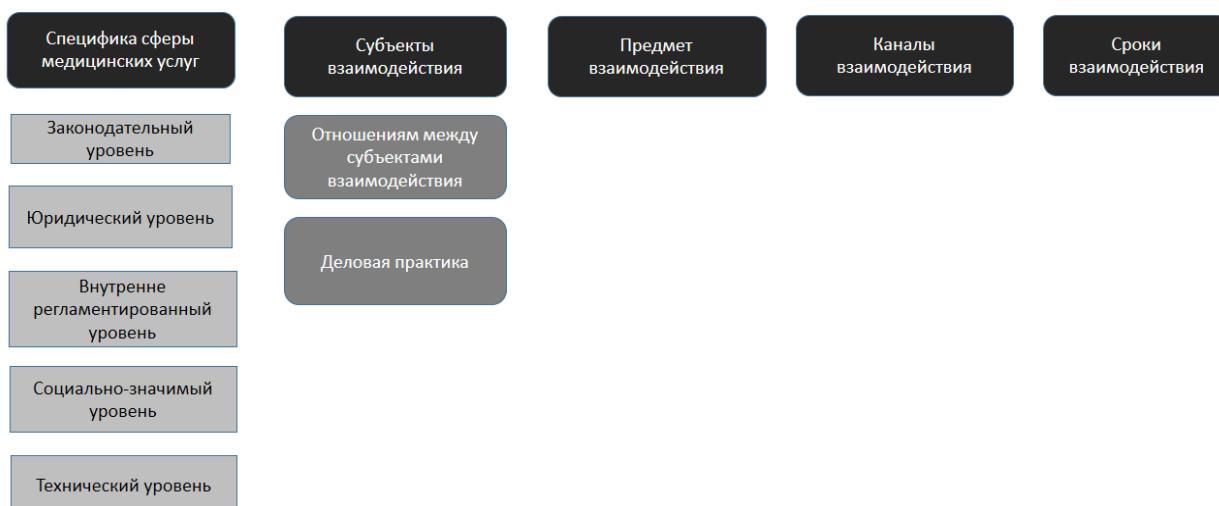 Специфика сферы
медицинских услуг
Субъекты
взаимодействия
Предмет
взаимодействия
Каналы
взаимодействия
Сроки
взаимодействия
Законодательный
уровень
Юридический уровень
Внутренне
регламентированный
уровень
Социально-значимый
уровень
Технический уровень
Отношениям между
субъектами
взаимодействия
Деловая практика